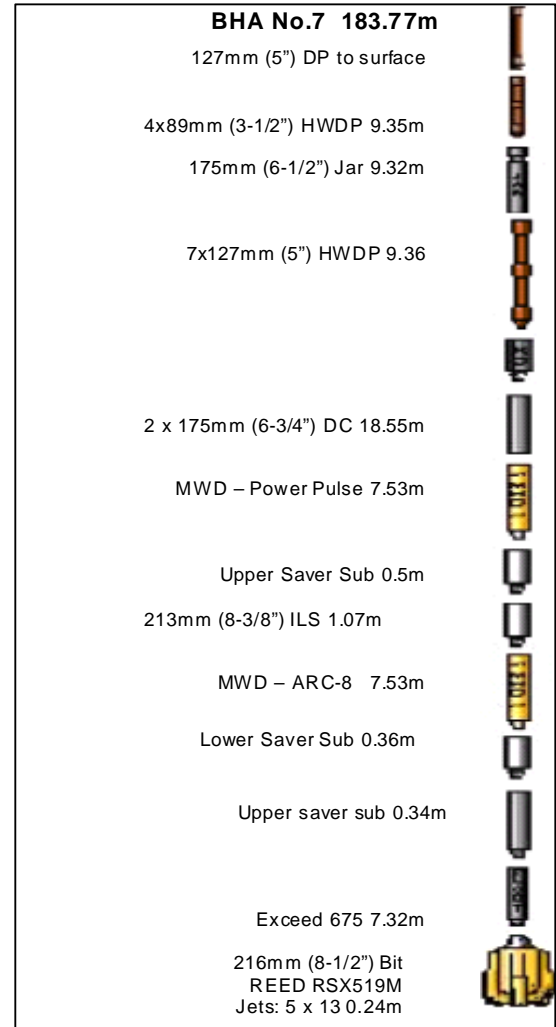 BHA No.7 183.77m
127mm (5”) DP to surface
4x89mm (3-1/2”) HWDP 9.35m
175mm (6-1/2”) Jar 9.32m
7x127mm (5”) HWDP 9.36
2 x 175mm (6-3/4”) DC 18.55m
MWD – Power Pulse 7.53m
Upper Saver Sub 0.5m
213mm (8-3/8”) ILS 1.07m
MWD – ARC-8 7.53m
Lower Saver Sub 0.36m
Upper saver sub 0.34m
Exceed 675 7.32m
216mm (8-1/2”) Bit
REED RSX519M
Jets: 5 x 13 0.24m